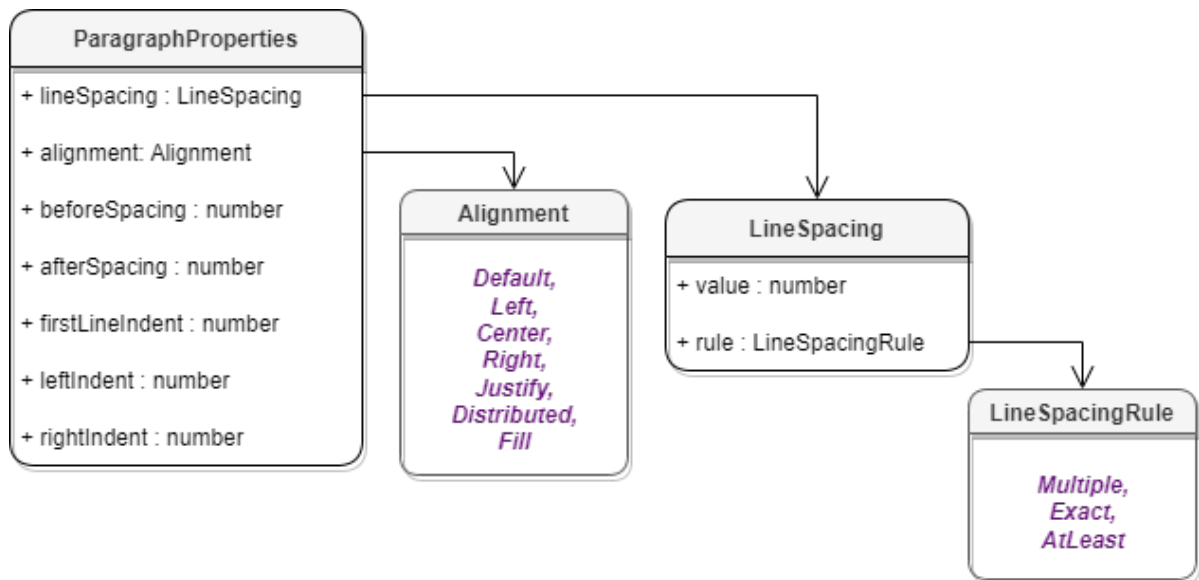 ParagraphProperties
+ lineSpacing : LineSpacing
+ alignment: Alignment
+ beforeSpacing : number
+ afterSpacing : number
+ firstLineIndent : number
+ leftIndent : number
+ rightIndent : number
Alignment
Default,
Left,
Center,
Right,
Justify,
Distributed,
Fill
LineSpacing
+ value : number
+ rule : LineSpacingRule
LineSpacingRule
Multiple,
Exact,
AtLeast